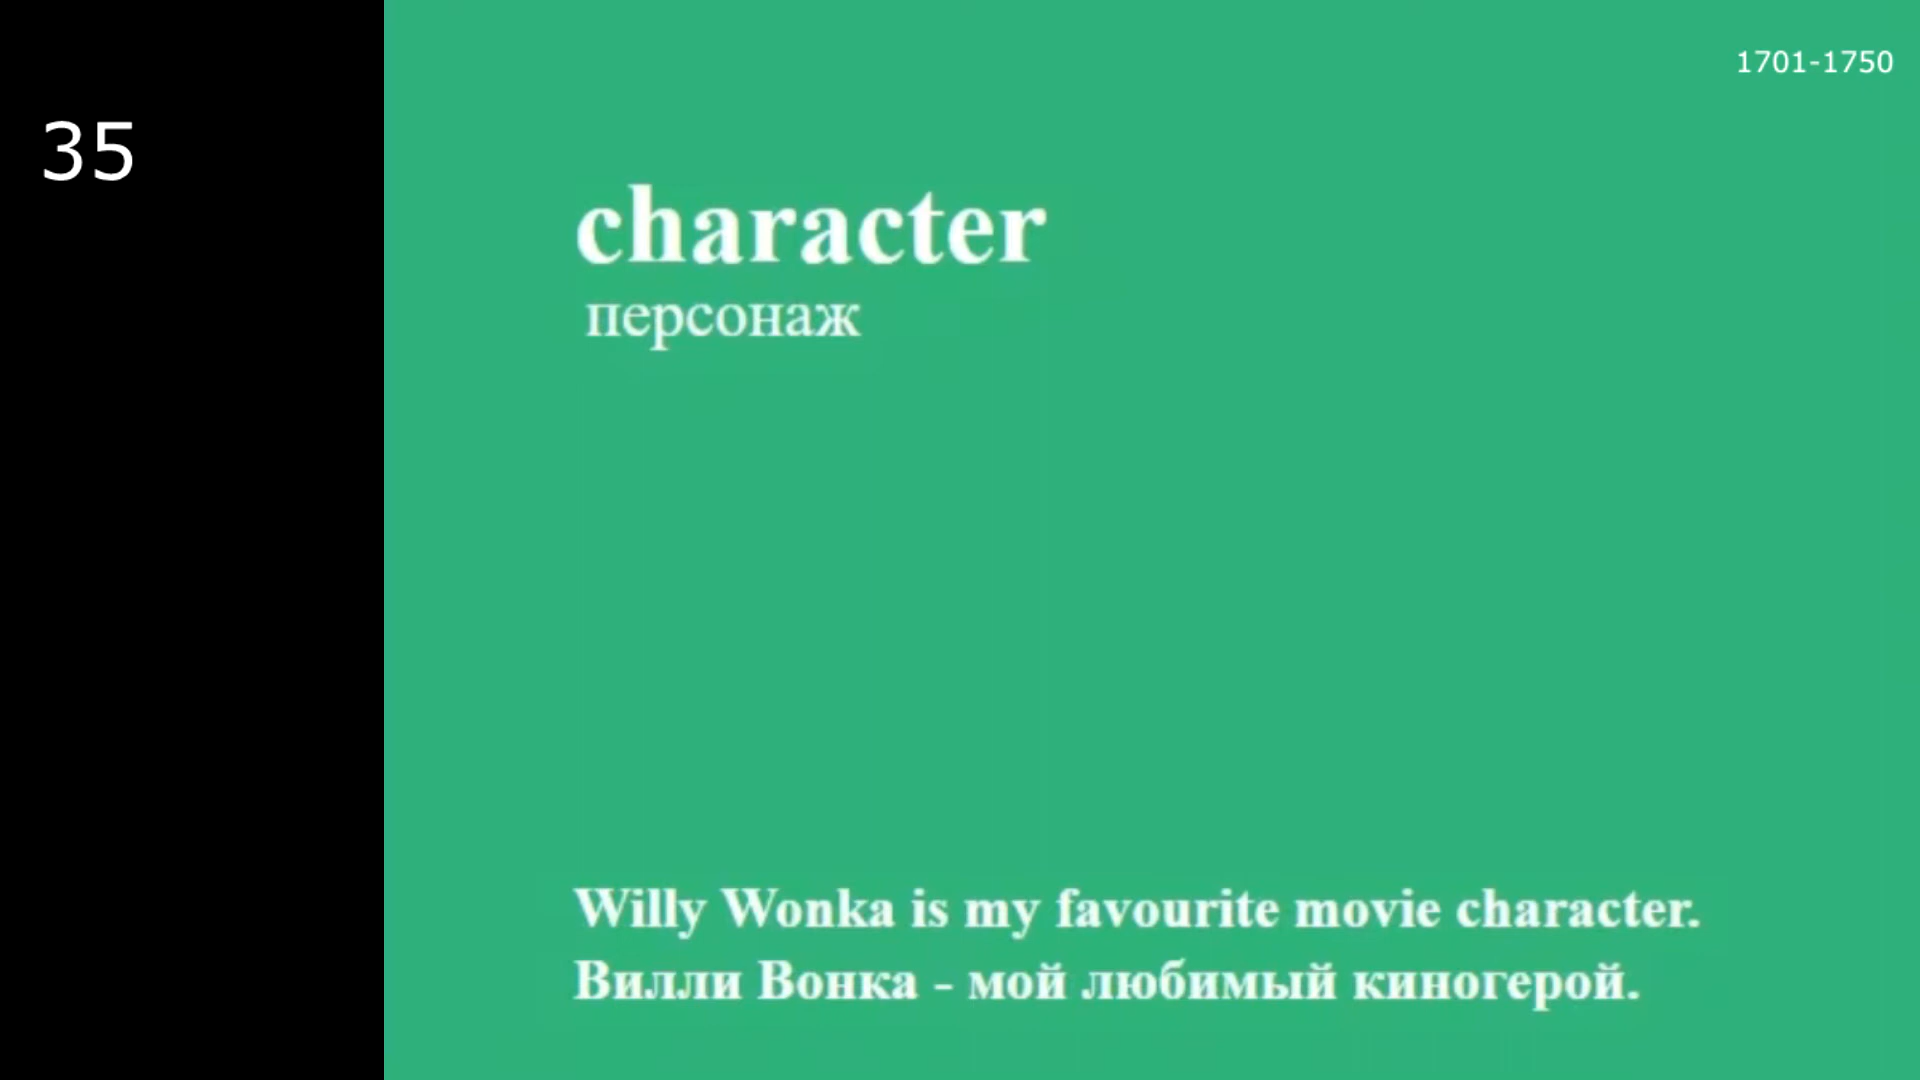 1701-1750
35
character
персонаж
Willy Wonka is my favourite movie character.
Вилли Вонка - мой любимый киногерой.